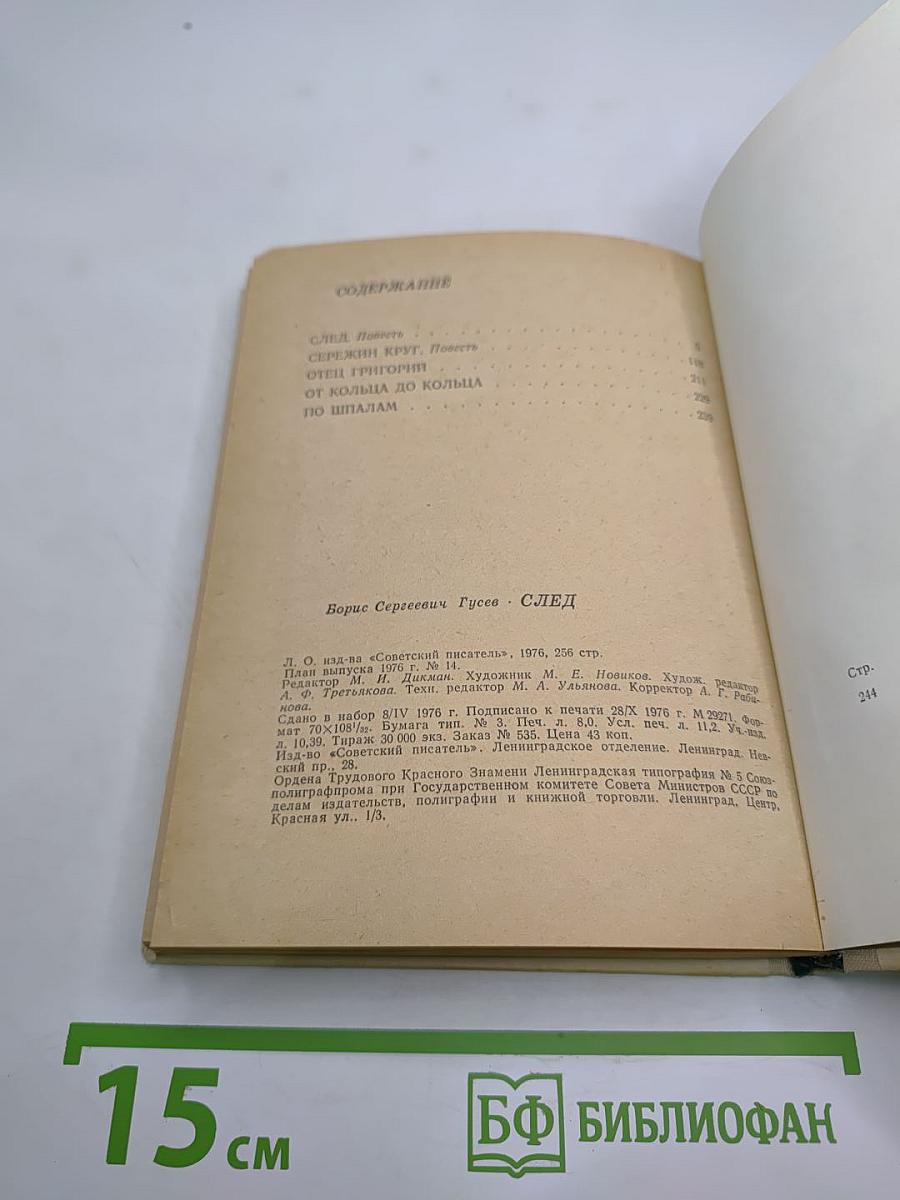 СОДЕРЖАНИЕ
СЛЕД. Повесть . . . . . . . . . . . . . . . 5
СЕРЕЖИН КРУГ. Повесть . . . . . . . . . . . 118
ОТЕЦ ГРИГОРИЙ . . . . . . . . . . . . . . 211
ОТ КОЛЬЦА ДО КОЛЬЦА . . . . . . . . . . . 229
ПО ШПАЛАМ . . . . . . . . . . . . . . . . 239
Борис Сергеевич Гусев · СЛЕД
Л. О. изд-ва «Советский писатель», 1976, 256 стр.
План выпуска 1976 г. № 14.
Редактор М. И. Дикман. Художник М. Е. Новиков. Худож. редактор
А. Ф. Третьякова. Техн. редактор М. А. Ульянова. Корректор А. Г. Раби-
нова.
Сдано в набор 8/IV 1976 г. Подписано к печати 28/X 1976 г. М 29271. Фор-
мат 70×108¹/₃₂. Бумага тип. № 3. Печ. л. 8,0. Усл. печ. л. 11,2. Уч.-изд.
л. 10,39. Тираж 30 000 экз. Заказ № 535. Цена 43 коп.
Изд-во «Советский писатель». Ленинградское отделение. Ленинград, Нев-
ский пр., 28.
Ордена Трудового Красного Знамени Ленинградская типография № 5 Союз-
полиграфпрома при Государственном комитете Совета Министров СССР по
делам издательств, полиграфии и книжной торговли. Ленинград, Центр,
Красная ул., 1/3.
Стр.
244
15 см
БФ БИБЛИОФАН